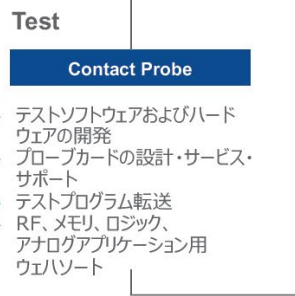 Test
Contact Probe
テストソフトウェアおよびハード
ウェアの開発
プローブカードの設計・サービス・
サポート
テストプログラム転送
RF、メモリ、ロジック、
アナログアプリケーション用
ウェハソート